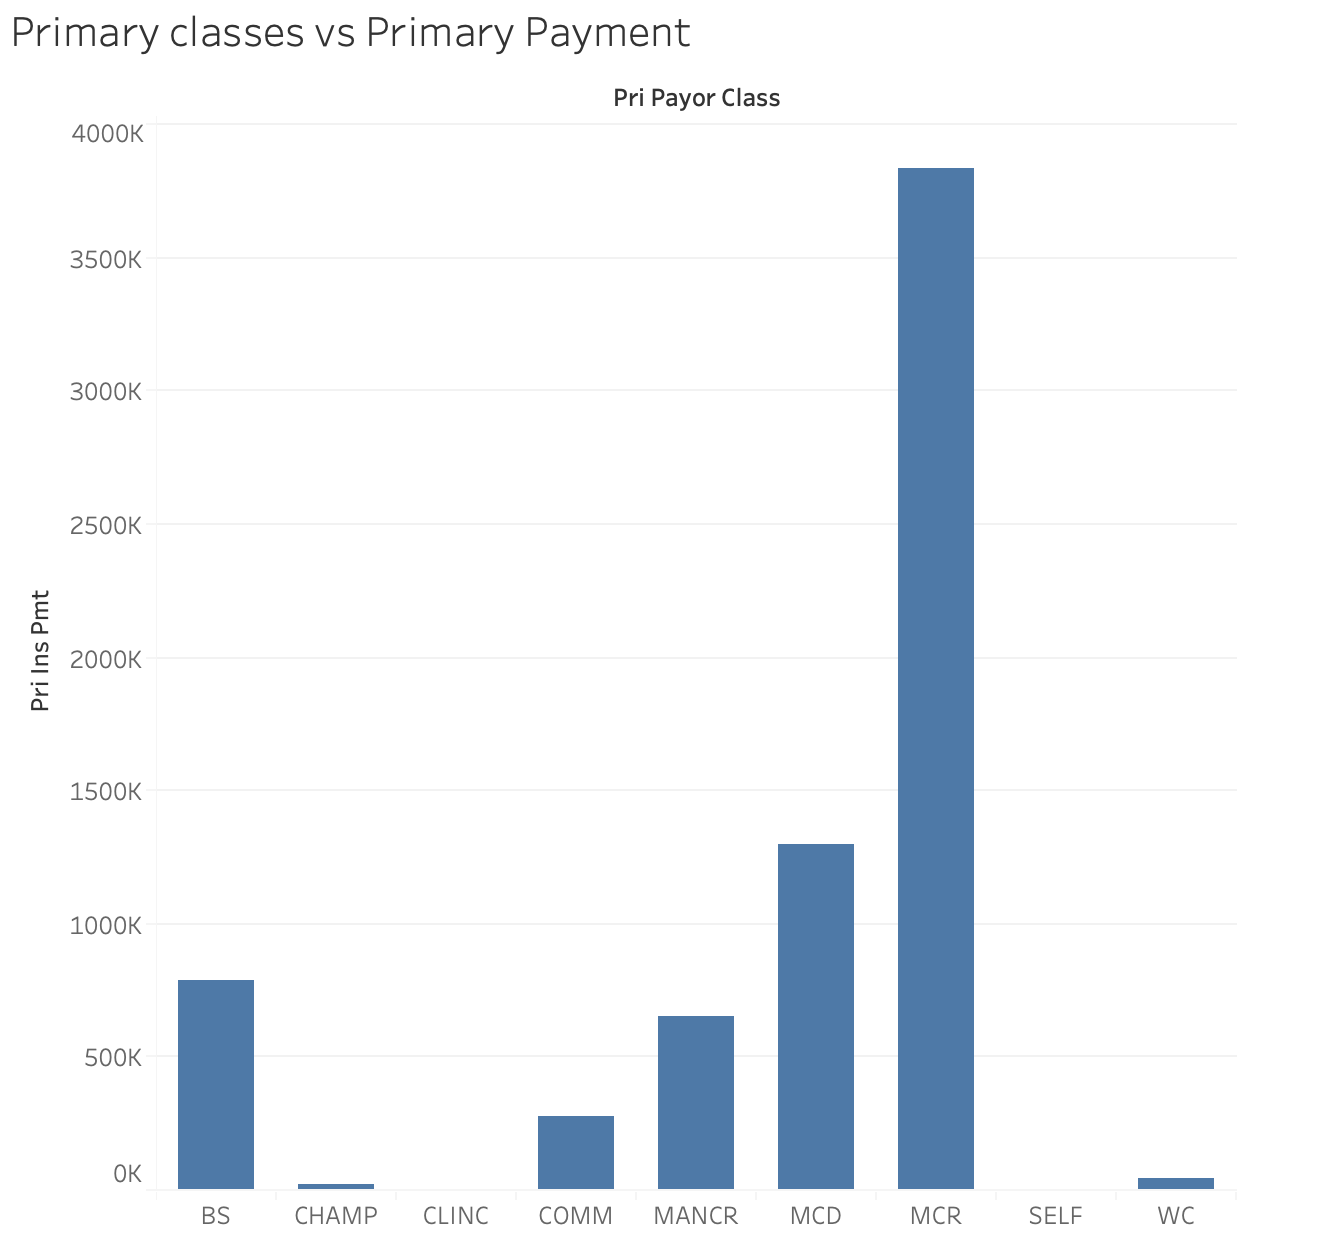 Primary classes vs Primary Payment
Pri Payor Class
4000K
3500K
3000K
2500K
2000K
1500K
1000K
500K
0K
Pri Ins Pmt
BS CHAMP CLINC COMM MANCR MCD MCR SELF WC